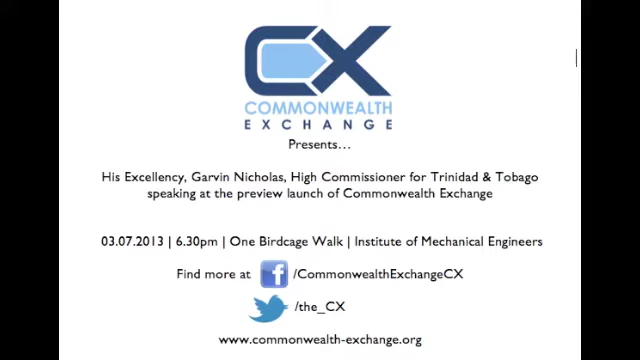 CX
COMMONWEALTH
EXCHANGE
Presents...
His Excellency, Garvin Nicholas, High Commissioner for Trinidad & Tobago
speaking at the preview launch of Commonwealth Exchange
03.07.2013 | 6.30pm | One Birdcage Walk | Institute of Mechanical Engineers
Find more at f /CommonwealthExchangeCX
/the_CX
www.commonwealth-exchange.org